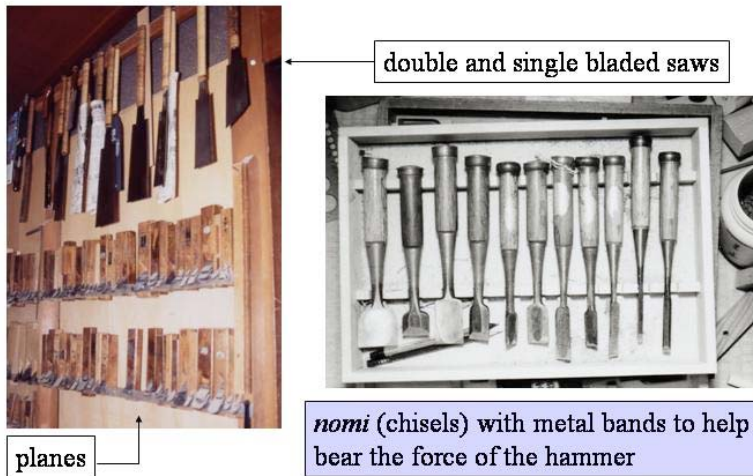 double and single bladed saws
nomi (chisels) with metal bands to help
bear the force of the hammer
planes